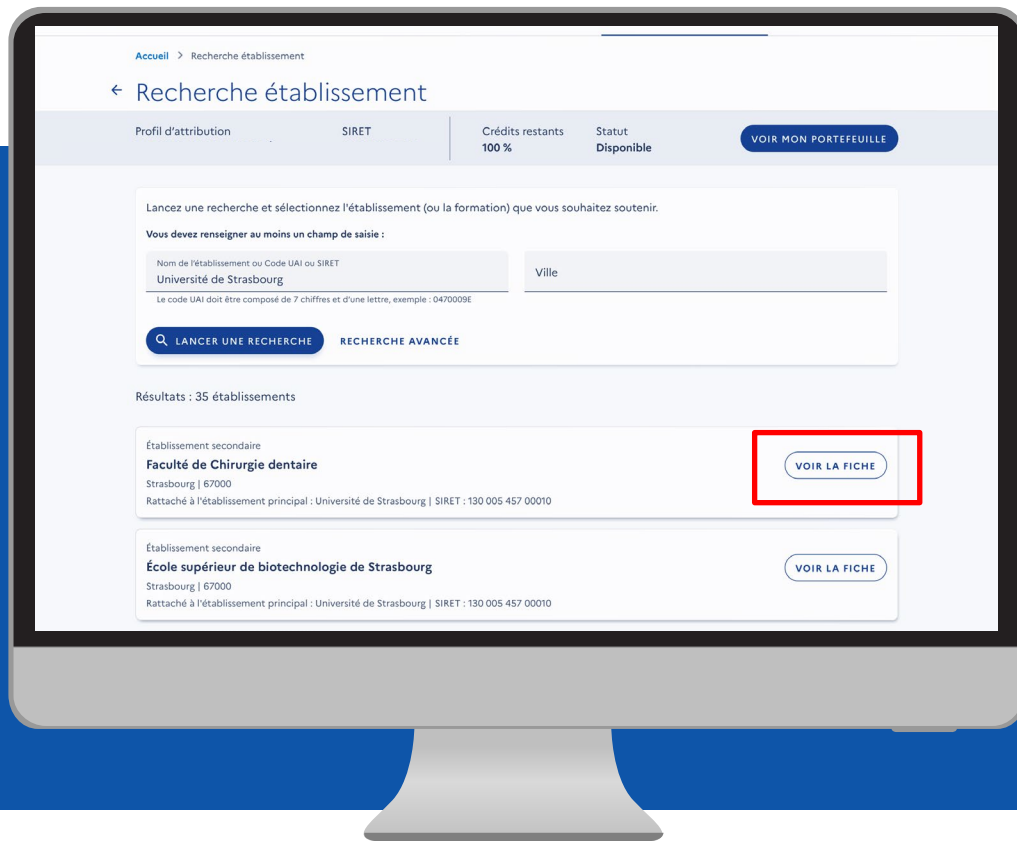 Accueil > Recherche établissement
← Recherche établissement
Profil d'attribution
SIRET
Crédits restants
100 %
Statut
Disponible
VOIR MON PORTEFEUILLE
Lancez une recherche et sélectionnez l'établissement (ou la formation) que vous souhaitez soutenir.
Vous devez renseigner au moins un champ de saisie :
Nom de l'établissement ou Code UAI ou SIRET
Université de Strasbourg
Ville
Le code UAI doit être composé de 7 chiffres et d'une lettre, exemple : 0470009E
LANCER UNE RECHERCHE
RECHERCHE AVANCÉE
Résultats : 35 établissements
Établissement secondaire
Faculté de Chirurgie dentaire
Strasbourg | 67000
Rattaché à l'établissement principal : Université de Strasbourg | SIRET : 130 005 457 00010
VOIR LA FICHE
Établissement secondaire
École supérieur de biotechnologie de Strasbourg
Strasbourg | 67000
Rattaché à l'établissement principal : Université de Strasbourg | SIRET : 130 005 457 00010
VOIR LA FICHE